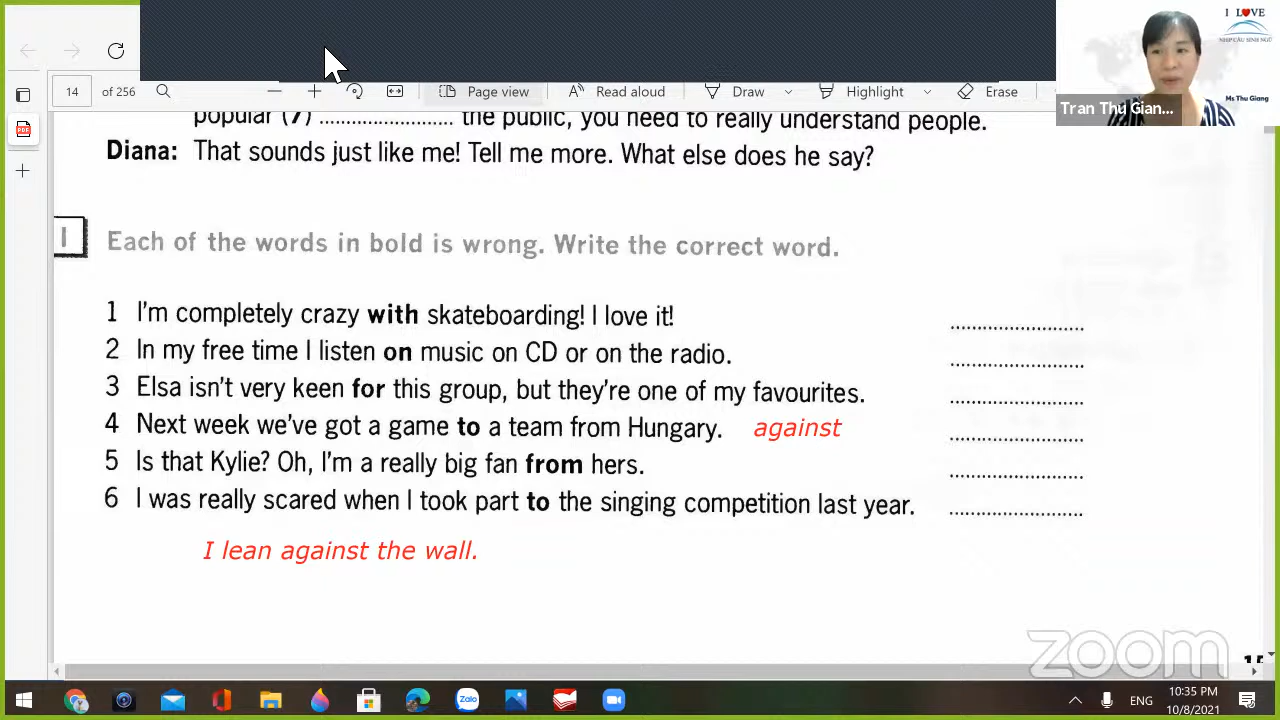 I LOVE
NHỊP CẦU SINH NGỮ
Ms Thu Giang
Tran Thu Gian...
14 of 256
Page view
Read aloud
Draw
Highlight
Erase
popular (7) ........................ the public, you need to really understand people.
Diana: That sounds just like me! Tell me more. What else does he say?
I Each of the words in bold is wrong. Write the correct word.
1 I'm completely crazy with skateboarding! I love it! ........................
2 In my free time I listen on music on CD or on the radio. ........................
3 Elsa isn't very keen for this group, but they're one of my favourites. ........................
4 Next week we've got a game to a team from Hungary. against ........................
5 Is that Kylie? Oh, I'm a really big fan from hers. ........................
6 I was really scared when I took part to the singing competition last year. ........................
I lean against the wall.
zoom
Zalo
ENG
10:35 PM
10/8/2021